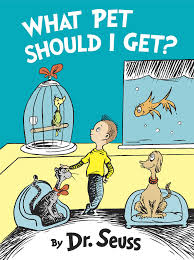 WHAT PET
SHOULD I GET?
By Dr. Seuss